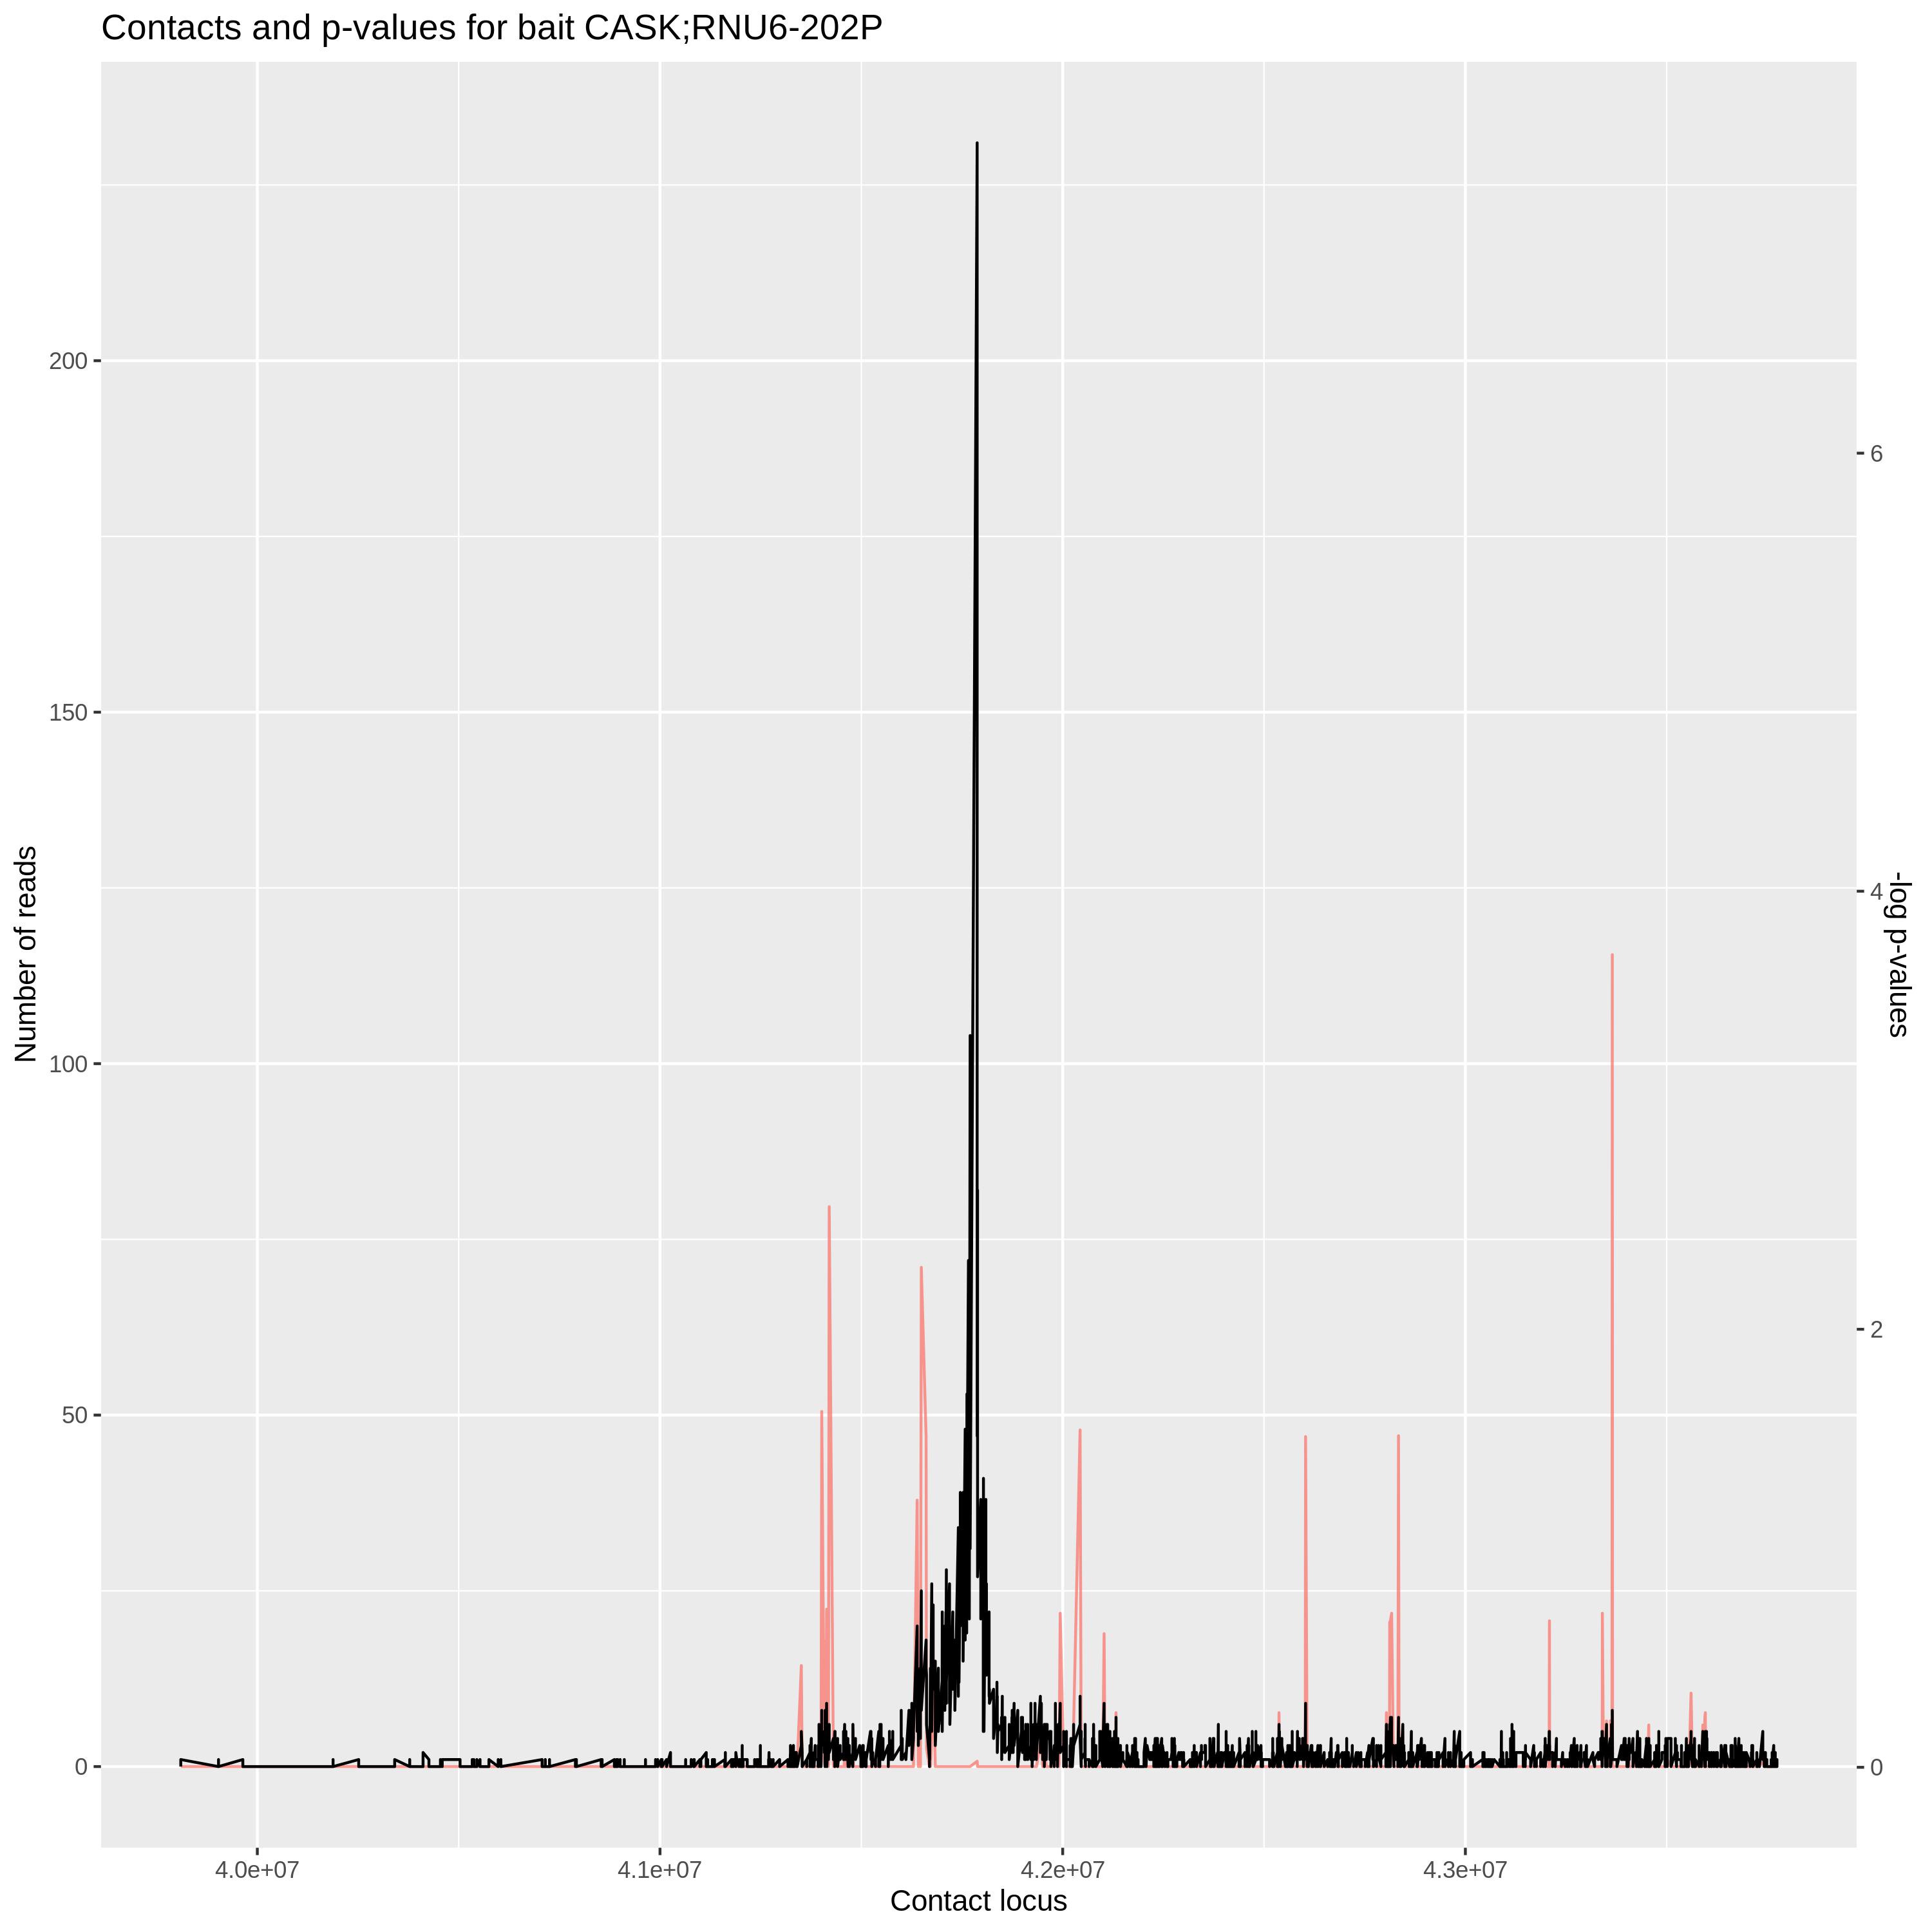 Contacts and p-values for bait CASK;RNU6-202P
Number of reads
200
150
100
50
0
6
4
2
0
-log p-values
4.0e+07
4.1e+07
4.2e+07
4.3e+07
Contact locus